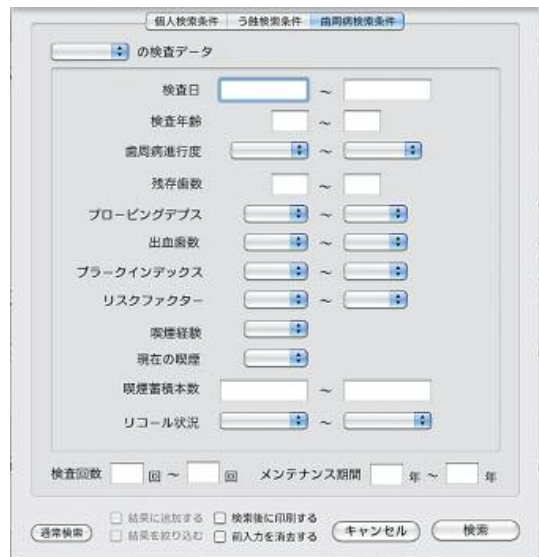 個人検索条件 う蝕検索条件 歯周病検索条件
の検査データ
検査日 ～
検査年齢 ～
歯周病進行度 ～
残存歯数 ～
プロービングデプス ～
出血歯数 ～
プラークインデックス ～
リスクファクター ～
喫煙経験
現在の喫煙
喫煙蓄積本数 ～
リコール状況 ～
検査回数 回 ～ 回 メンテナンス期間 年 ～ 年
結果に追加する 検索後に印刷する
通常検索 結果を絞り込む 前入力を消去する キャンセル 検索